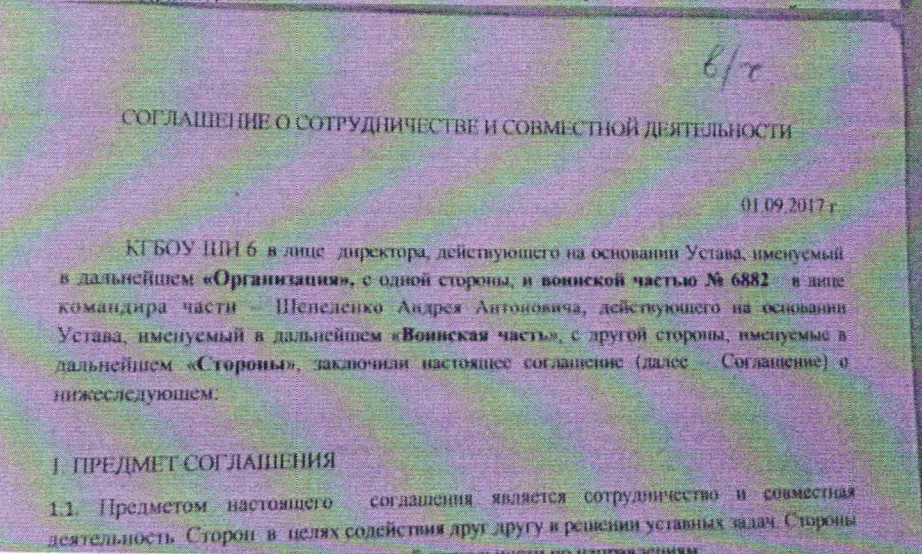 в/ч
СОГЛАШЕНИЕ О СОТРУДНИЧЕСТВЕ И СОВМЕСТНОЙ ДЕЯТЕЛЬНОСТИ
01.09.2017 г
КГБОУ ШИ 6 в лице директора, действующего на основании Устава, именуемый
в дальнейшем «Организация», с одной стороны, и воинской частью № 6882 в лице
командира части – Шепеленко Андрея Антоновича, действующего на основании
Устава, именуемый в дальнейшем «Воинская часть», с другой стороны, именуемые в
дальнейшем «Стороны», заключили настоящее соглашение (далее – Соглашение) о
нижеследующем:
1. ПРЕДМЕТ СОГЛАШЕНИЯ
1.1. Предметом настоящего соглашения является сотрудничество и совместная
деятельность Сторон в целях содействия друг другу в решении уставных задач. Стороны
по направлениям